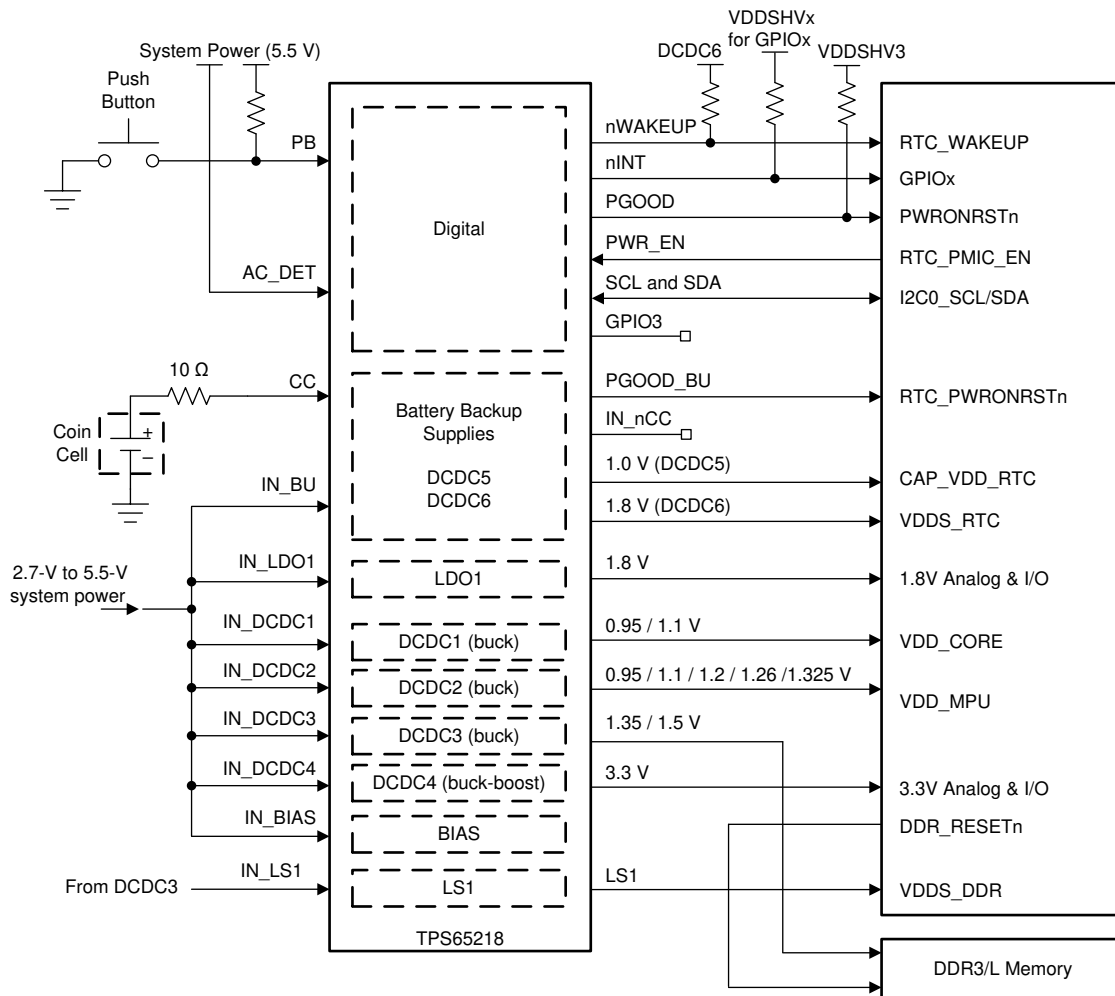 VDDSHVx
for GPIOx
System Power (5.5 V)
DCDC6
VDDSHV3
Push
Button
PB
nWAKEUP
RTC_WAKEUP
nINT
GPIOx
Digital
PGOOD
PWRONRSTn
PWR_EN
RTC_PMIC_EN
AC_DET
SCL and SDA
I2C0_SCL/SDA
GPIO3
10 Ω
CC
PGOOD_BU
RTC_PWRONRSTn
Battery Backup
Supplies
IN_nCC
Coin
Cell
+
–
DCDC5
DCDC6
1.0 V (DCDC5)
CAP_VDD_RTC
IN_BU
1.8 V (DCDC6)
VDDS_RTC
2.7-V to 5.5-V
system power
IN_LDO1
LDO1
1.8 V
1.8V Analog & I/O
IN_DCDC1
DCDC1 (buck)
0.95 / 1.1 V
VDD_CORE
IN_DCDC2
DCDC2 (buck)
0.95 / 1.1 / 1.2 / 1.26 /1.325 V
VDD_MPU
IN_DCDC3
DCDC3 (buck)
1.35 / 1.5 V
IN_DCDC4
DCDC4 (buck-boost)
3.3 V
3.3V Analog & I/O
IN_BIAS
BIAS
DDR_RESETn
From DCDC3
IN_LS1
LS1
LS1
VDDS_DDR
TPS65218
DDR3/L Memory